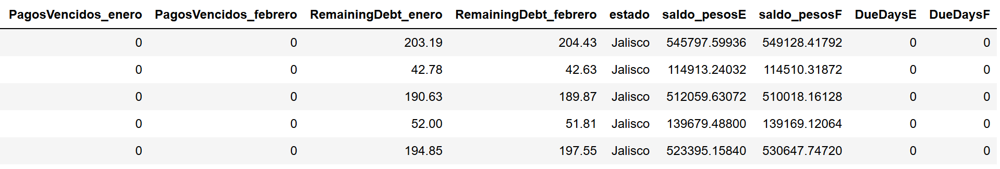 PagosVencidos_enero PagosVencidos_febrero RemainingDebt_enero RemainingDebt_febrero estado saldo_pesosE saldo_pesosF DueDaysE DueDaysF
0 0 203.19 204.43 Jalisco 545797.59936 549128.41792 0 0
0 0 42.78 42.63 Jalisco 114913.24032 114510.31872 0 0
0 0 190.63 189.87 Jalisco 512059.63072 510018.16128 0 0
0 0 52.00 51.81 Jalisco 139679.48800 139169.12064 0 0
0 0 194.85 197.55 Jalisco 523395.15840 530647.74720 0 0